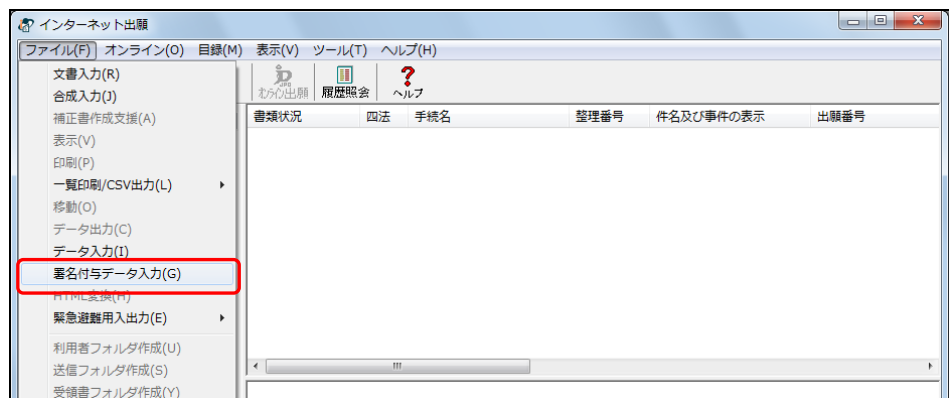 インターネット出願
ファイル(F) オンライン(O) 目録(M) 表示(V) ツール(T) ヘルプ(H)
文書入力(R)
合成入力(J)
補正書作成支援(A)
表示(V)
印刷(P)
一覧印刷/CSV出力(L)
移動(O)
データ出力(C)
データ入力(I)
署名付与データ入力(G)
HTML変換(H)
緊急避難用入出力(E)
利用者フォルダ作成(U)
送信フォルダ作成(S)
受領書フォルダ作成(Y)
わライン出願 履歴照会 ヘルプ
書類状況 四法 手続名 整理番号 件名及び事件の表示 出願番号